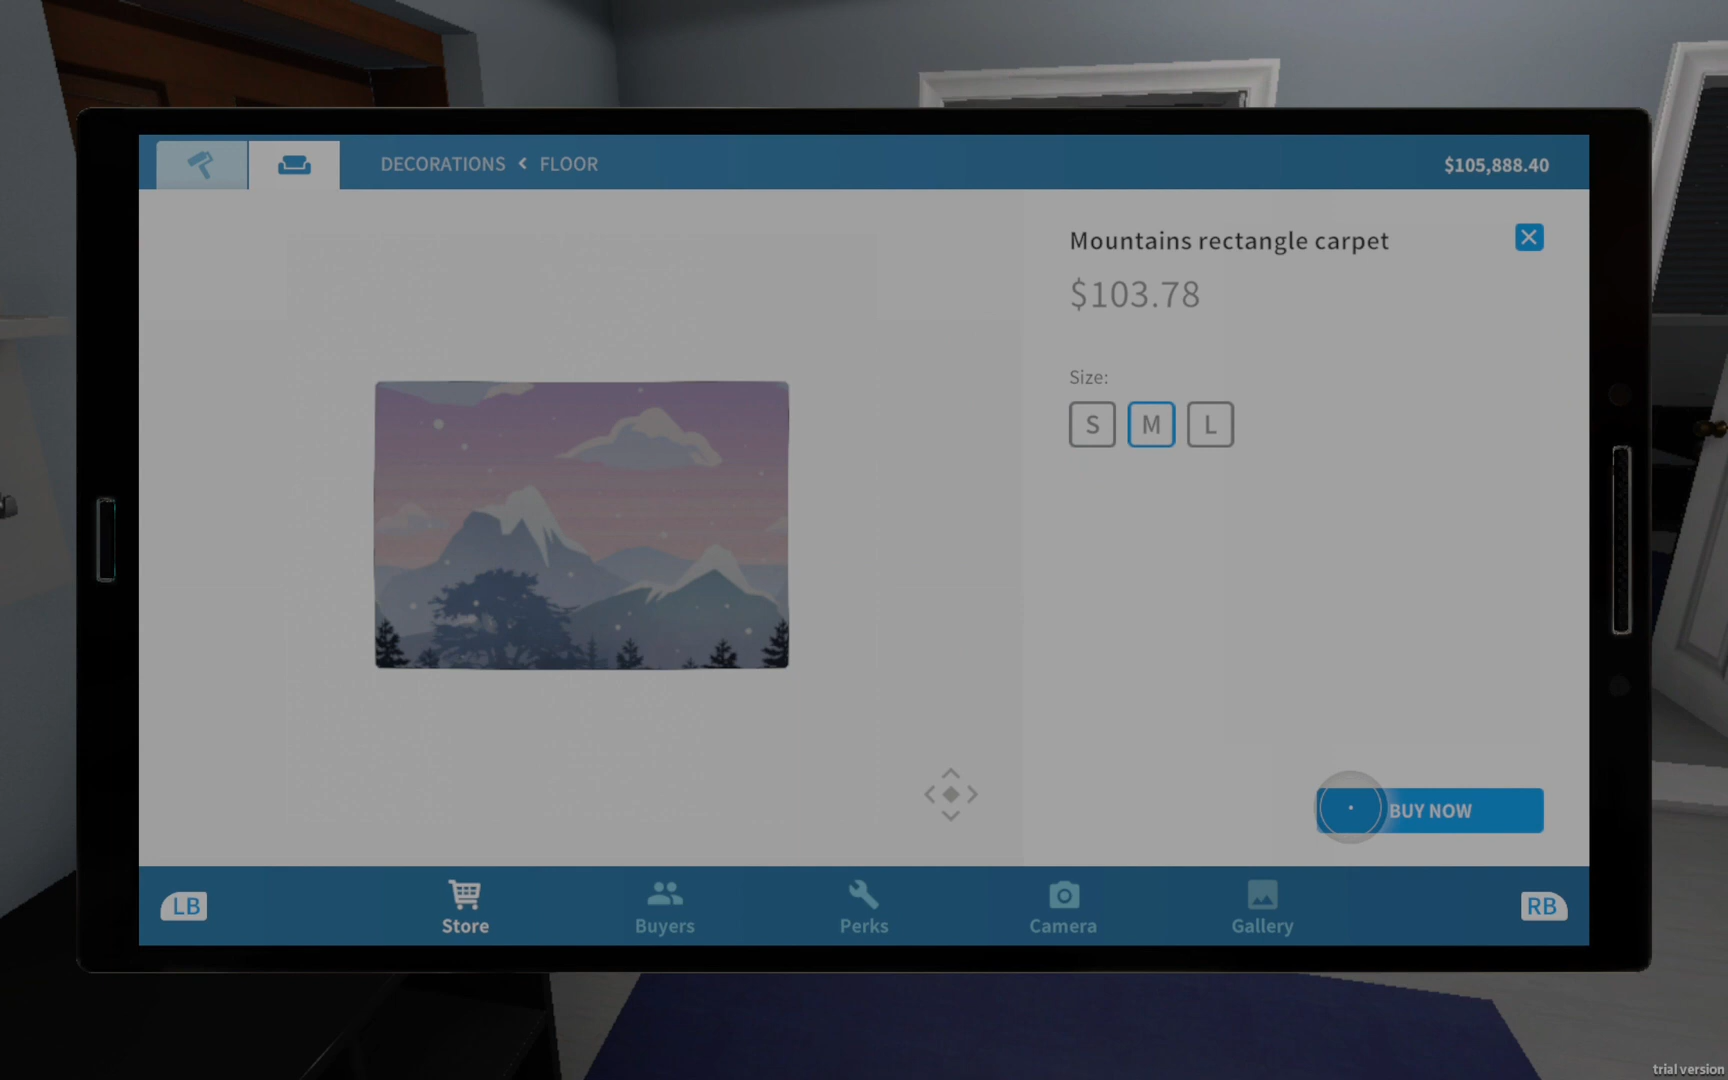 DECORATIONS < FLOOR
$105,888.40
Mountains rectangle carpet
$103.78
Size:
S M L
BUY NOW
LB
Store
Buyers
Perks
Camera
Gallery
RB
trial version